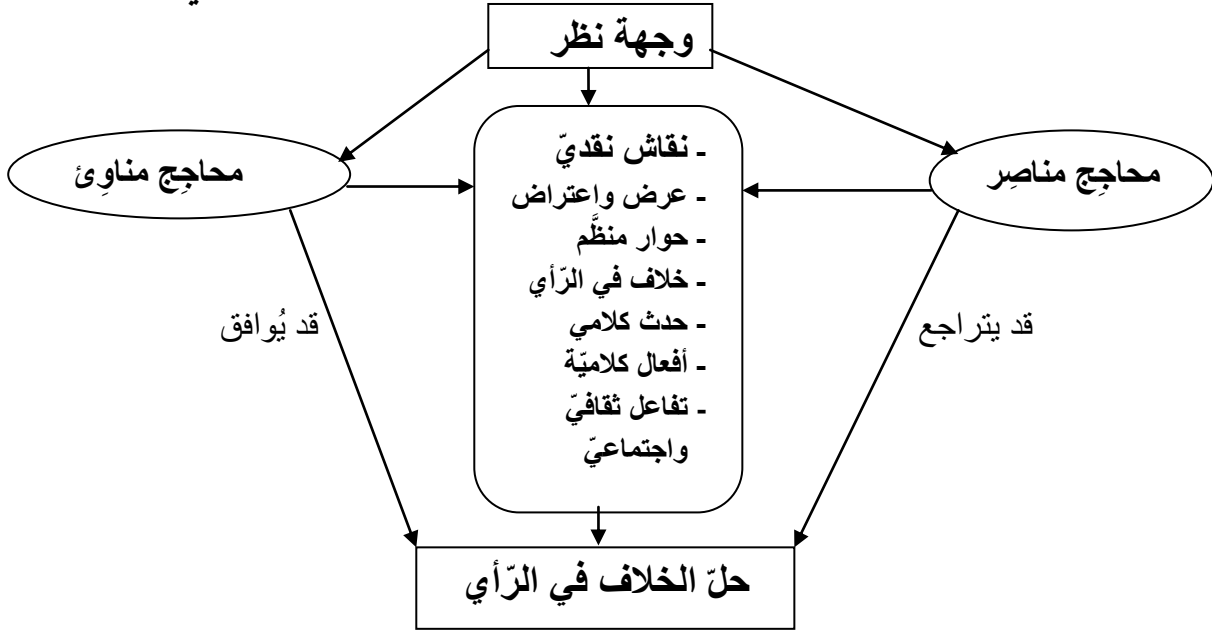 وجهة نظر
محاجِج مناصِر
محاجِج مناوِئ
- نقاش نقديّ
- عرض واعتراض
- حوار منظَّم
- خلاف في الرّأي
- حدث كلامي
- أفعال كلاميّة
- تفاعل ثقافيّ
واجتماعيّ
قد يتراجع
قد يُوافق
حلّ الخلاف في الرّأي